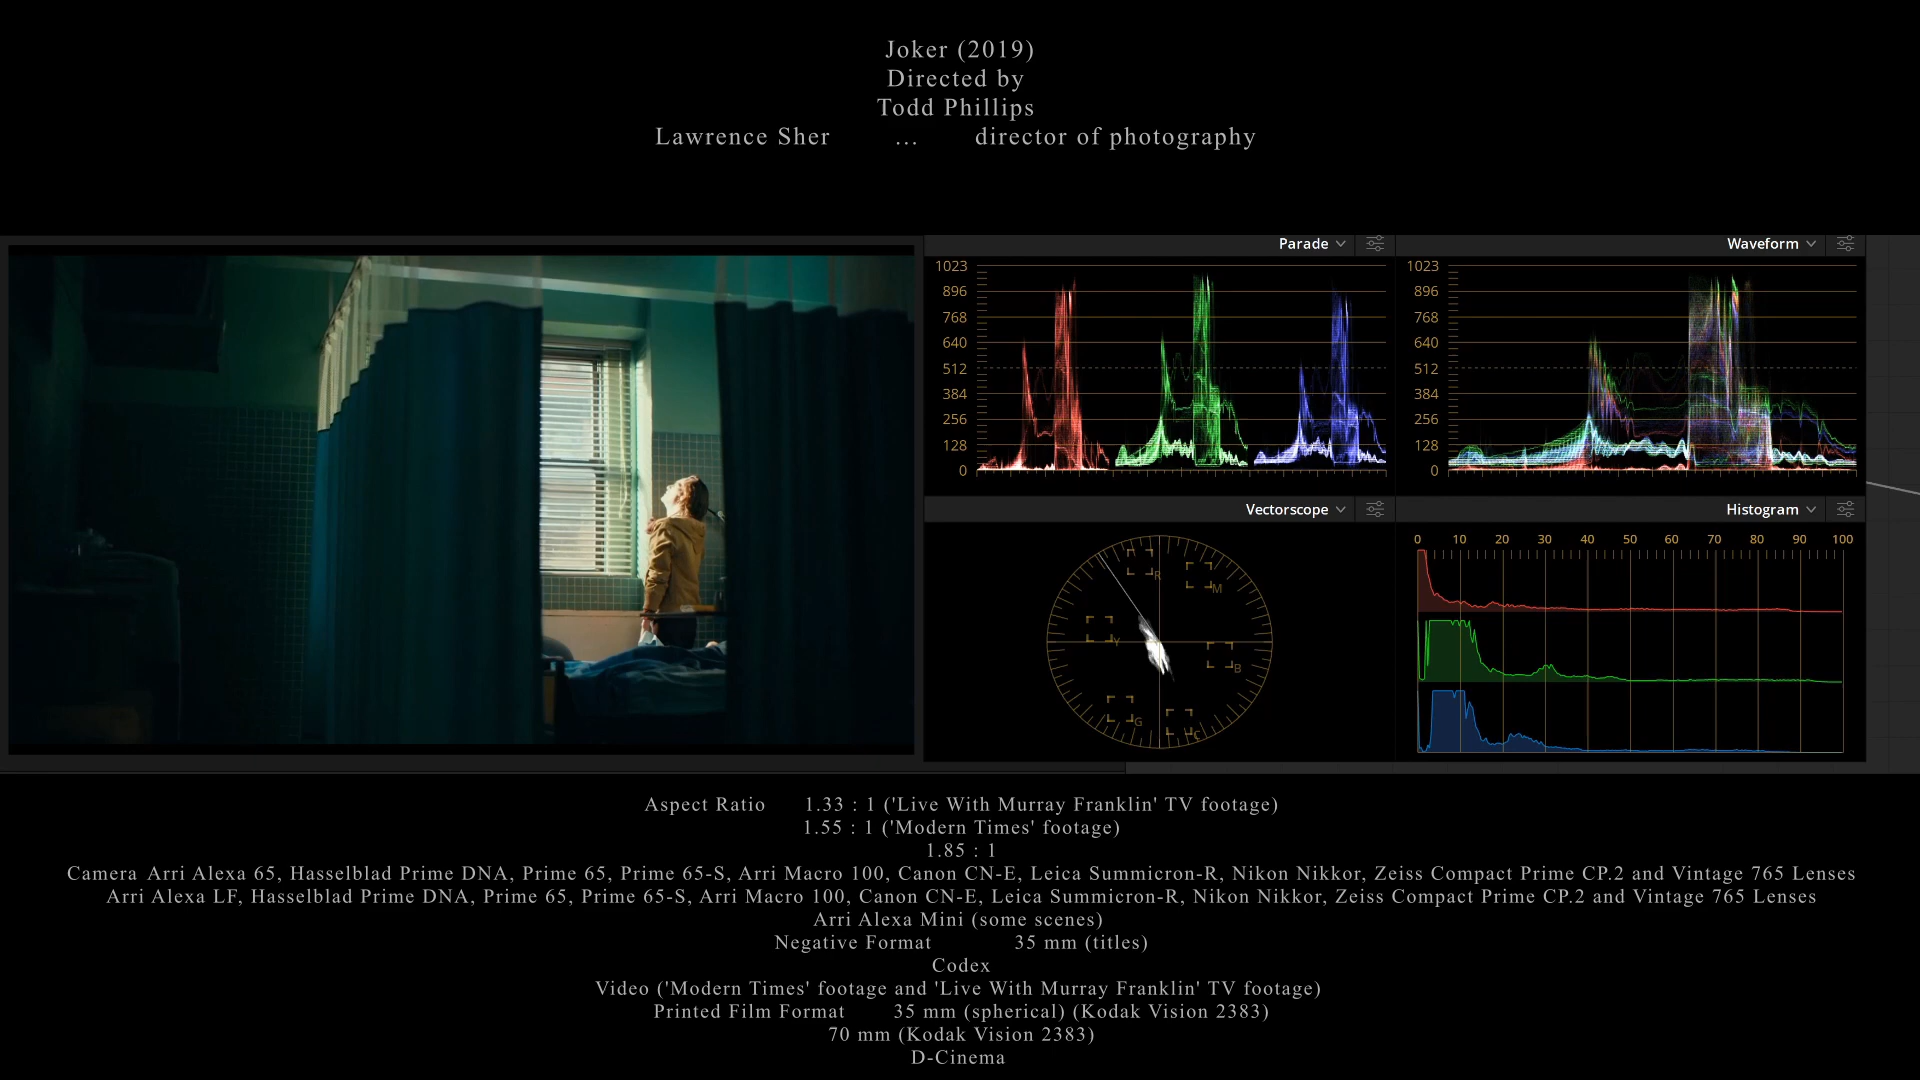 Joker (2019)
Directed by
Todd Phillips
Lawrence Sher ... director of photography
Parade
Waveform
1023
896
768
640
512
384
256
128
0
1023
896
768
640
512
384
256
128
0
Vectorscope
Histogram
R
M
Y
B
G
C
0 10 20 30 40 50 60 70 80 90 100
Aspect Ratio 1.33 : 1 ('Live With Murray Franklin' TV footage)
1.55 : 1 ('Modern Times' footage)
1.85 : 1
Camera Arri Alexa 65, Hasselblad Prime DNA, Prime 65, Prime 65-S, Arri Macro 100, Canon CN-E, Leica Summicron-R, Nikon Nikkor, Zeiss Compact Prime CP.2 and Vintage 765 Lenses
Arri Alexa LF, Hasselblad Prime DNA, Prime 65, Prime 65-S, Arri Macro 100, Canon CN-E, Leica Summicron-R, Nikon Nikkor, Zeiss Compact Prime CP.2 and Vintage 765 Lenses
Arri Alexa Mini (some scenes)
Negative Format 35 mm (titles)
Codex
Video ('Modern Times' footage and 'Live With Murray Franklin' TV footage)
Printed Film Format 35 mm (spherical) (Kodak Vision 2383)
70 mm (Kodak Vision 2383)
D-Cinema